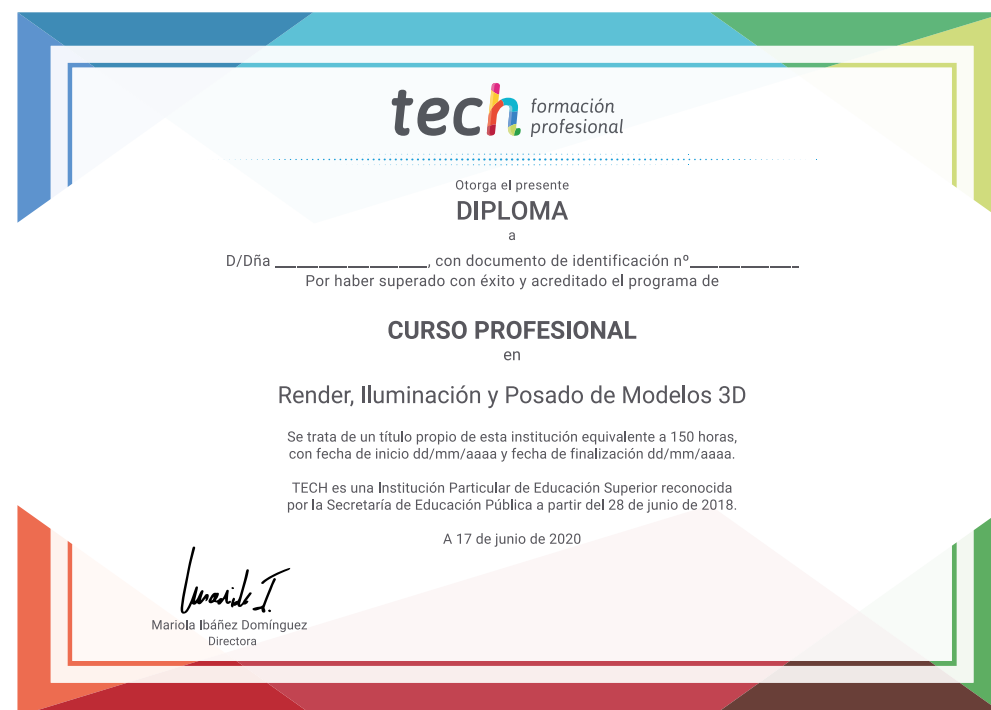 tech formación
profesional
Otorga el presente
DIPLOMA
a
D/Dña ____________________, con documento de identificación nº______________
Por haber superado con éxito y acreditado el programa de
CURSO PROFESIONAL
en
Render, Iluminación y Posado de Modelos 3D
Se trata de un título propio de esta institución equivalente a 150 horas,
con fecha de inicio dd/mm/aaaa y fecha de finalización dd/mm/aaaa.
TECH es una Institución Particular de Educación Superior reconocida
por la Secretaría de Educación Pública a partir del 28 de junio de 2018.
A 17 de junio de 2020
Mariola I.
Mariola Ibáñez Domínguez
Directora